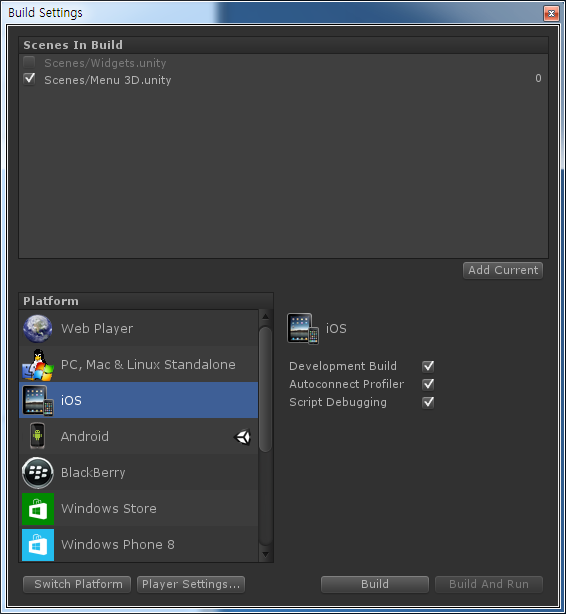 Build Settings
Scenes In Build
Scenes/Widgets.unity
Scenes/Menu 3D.unity 0
Add Current
Platform
Web Player
PC, Mac & Linux Standalone
iOS
Android
BlackBerry
Windows Store
Windows Phone 8
iOS
Development Build
Autoconnect Profiler
Script Debugging
Switch Platform
Player Settings...
Build
Build And Run